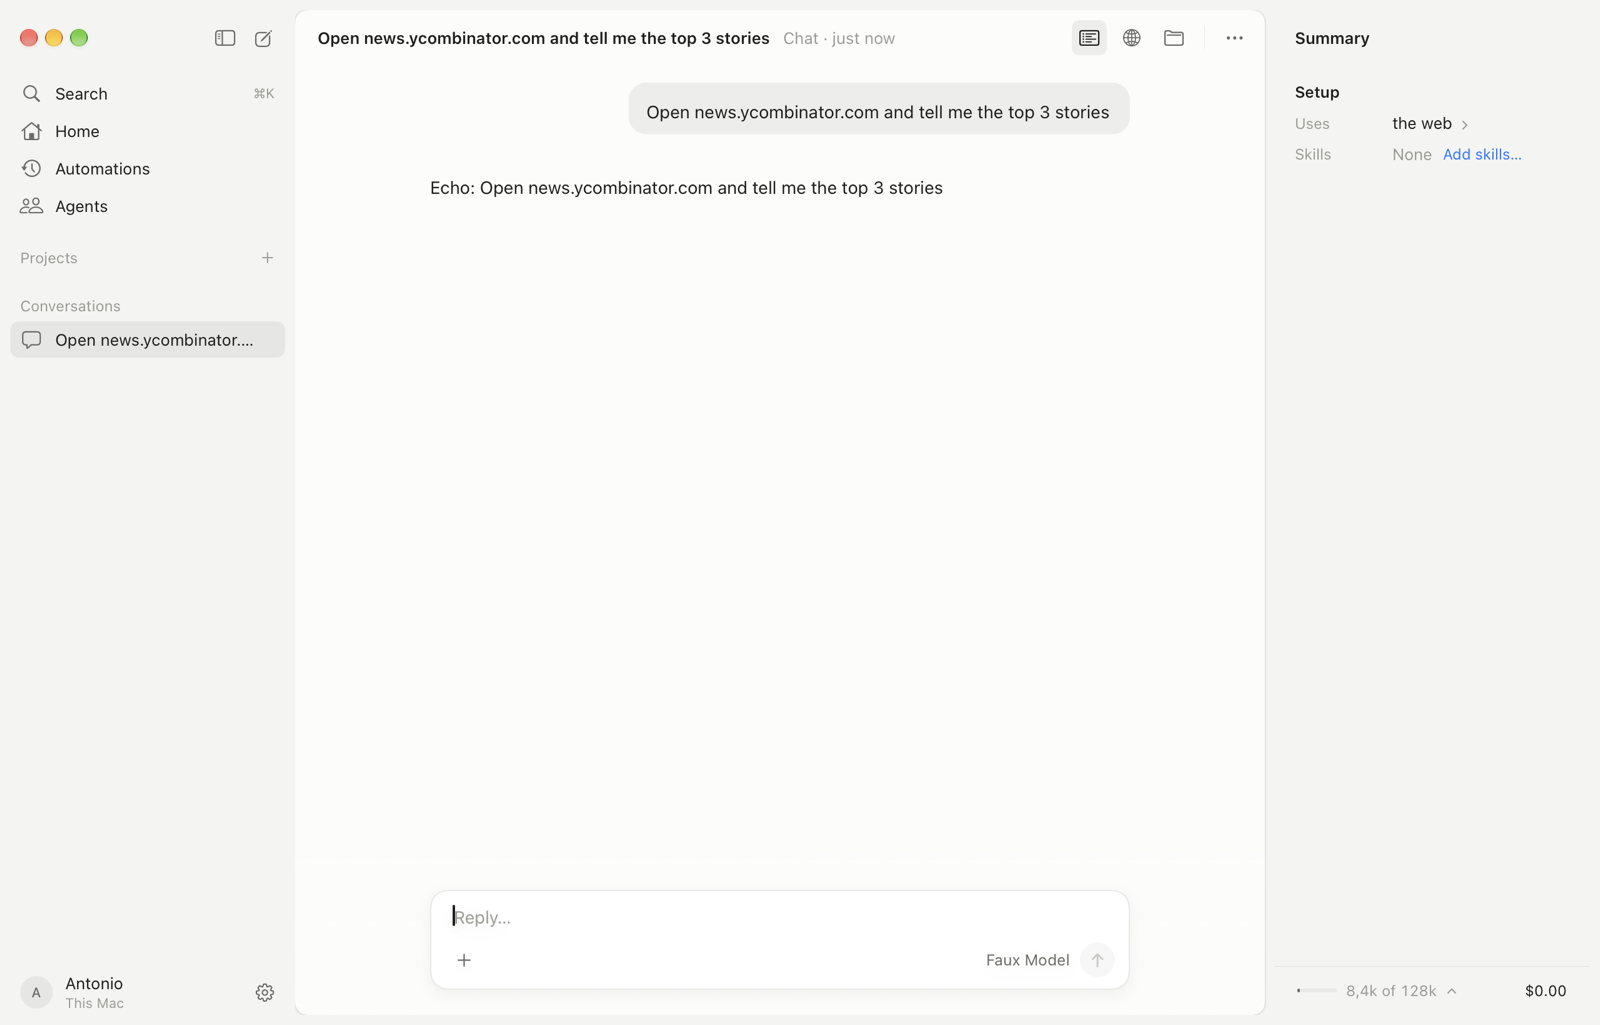 Open news.ycombinator.com and tell me the top 3 stories Chat · just now
Summary
Search ⌘K
Home
Automations
Agents
Projects
Conversations
Open news.ycombinator....
Open news.ycombinator.com and tell me the top 3 stories
Echo: Open news.ycombinator.com and tell me the top 3 stories
Reply...
Faux Model
Setup
Uses the web
Skills None Add skills...
A
Antonio
This Mac
8,4k of 128k $0.00